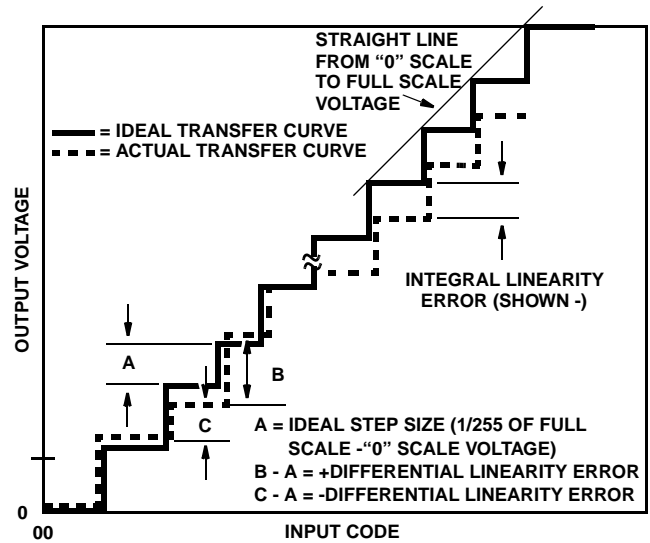 STRAIGHT LINE
FROM “0” SCALE
TO FULL SCALE
VOLTAGE
= IDEAL TRANSFER CURVE
= ACTUAL TRANSFER CURVE
OUTPUT VOLTAGE
INTEGRAL LINEARITY
ERROR (SHOWN -)
A
B
C
A = IDEAL STEP SIZE (1/255 OF FULL
SCALE -“0” SCALE VOLTAGE)
B - A = +DIFFERENTIAL LINEARITY ERROR
C - A = -DIFFERENTIAL LINEARITY ERROR
0
00
INPUT CODE